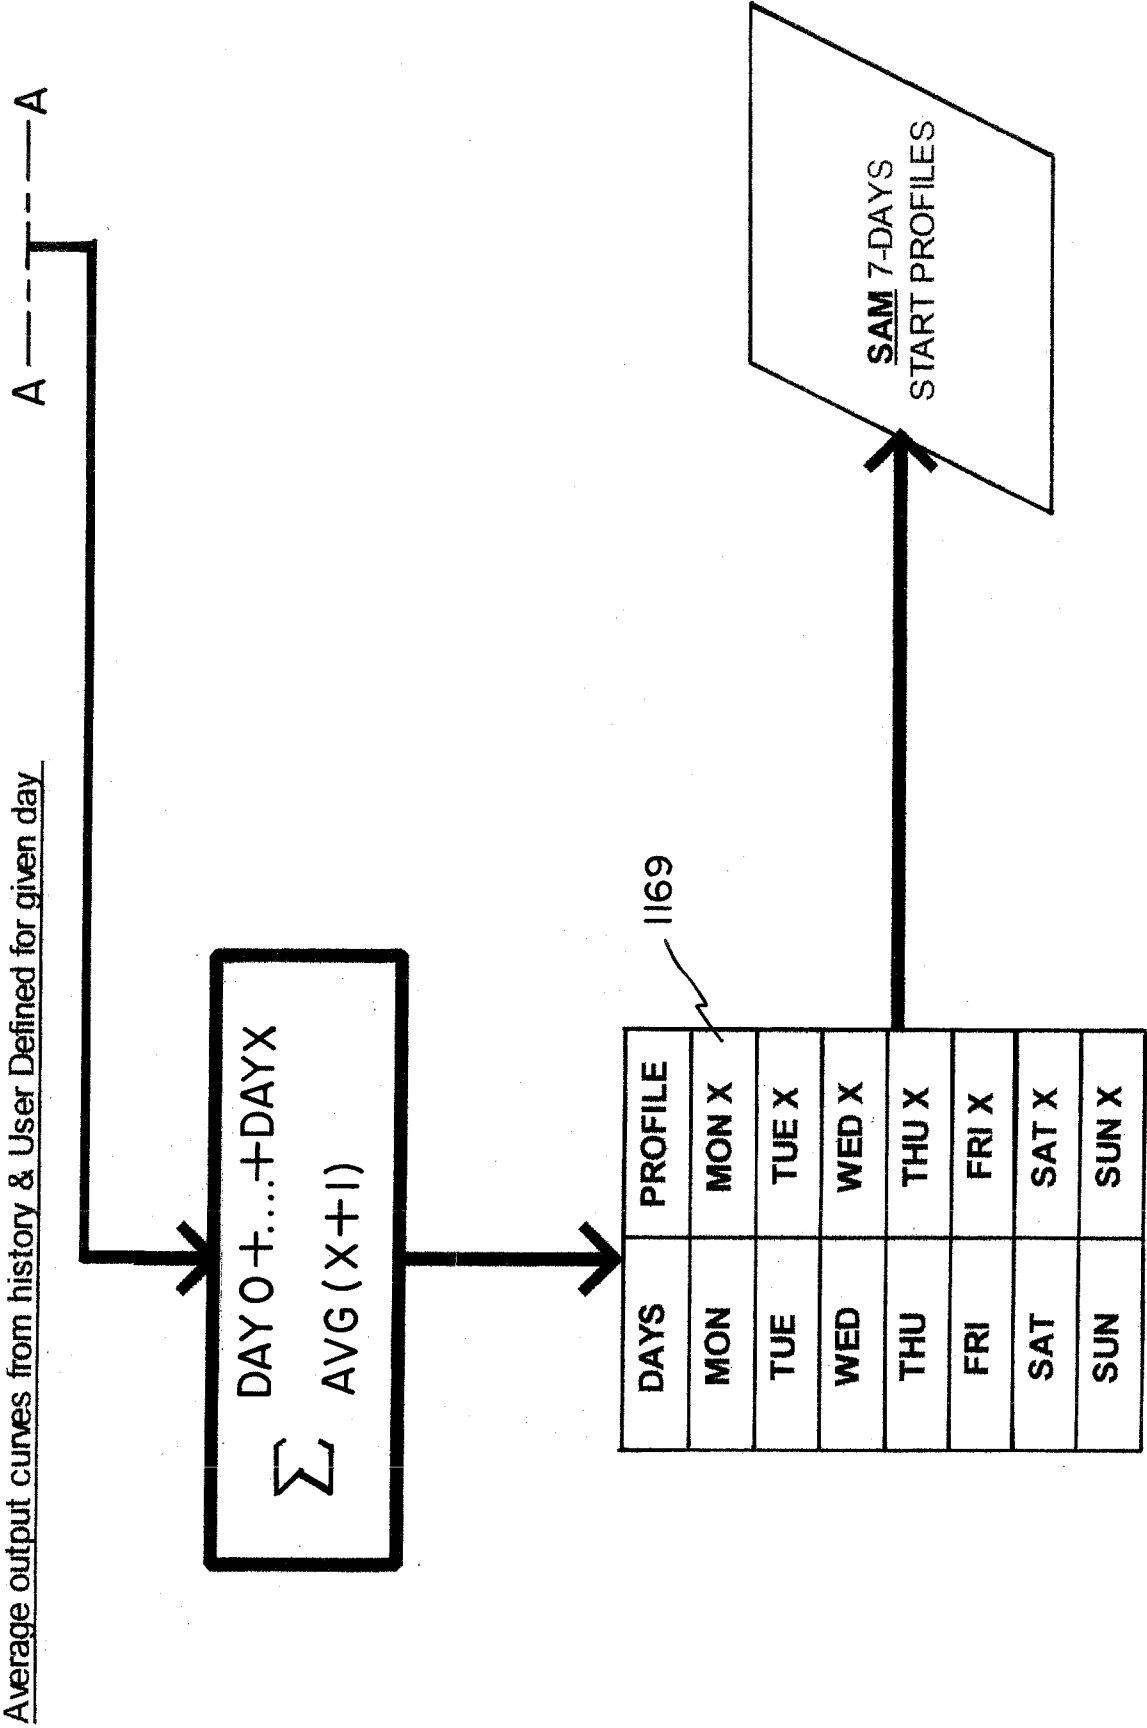 Average output curves from history & User Defined for given day
A A
DAY 0 +....+DAYX
∑
AVG (X+1)
1169
DAYS PROFILE
MON MON X
TUE TUE X
WED WED X
THU THU X
FRI FRI X
SAT SAT X
SUN SUN X
SAM 7-DAYS
START PROFILES